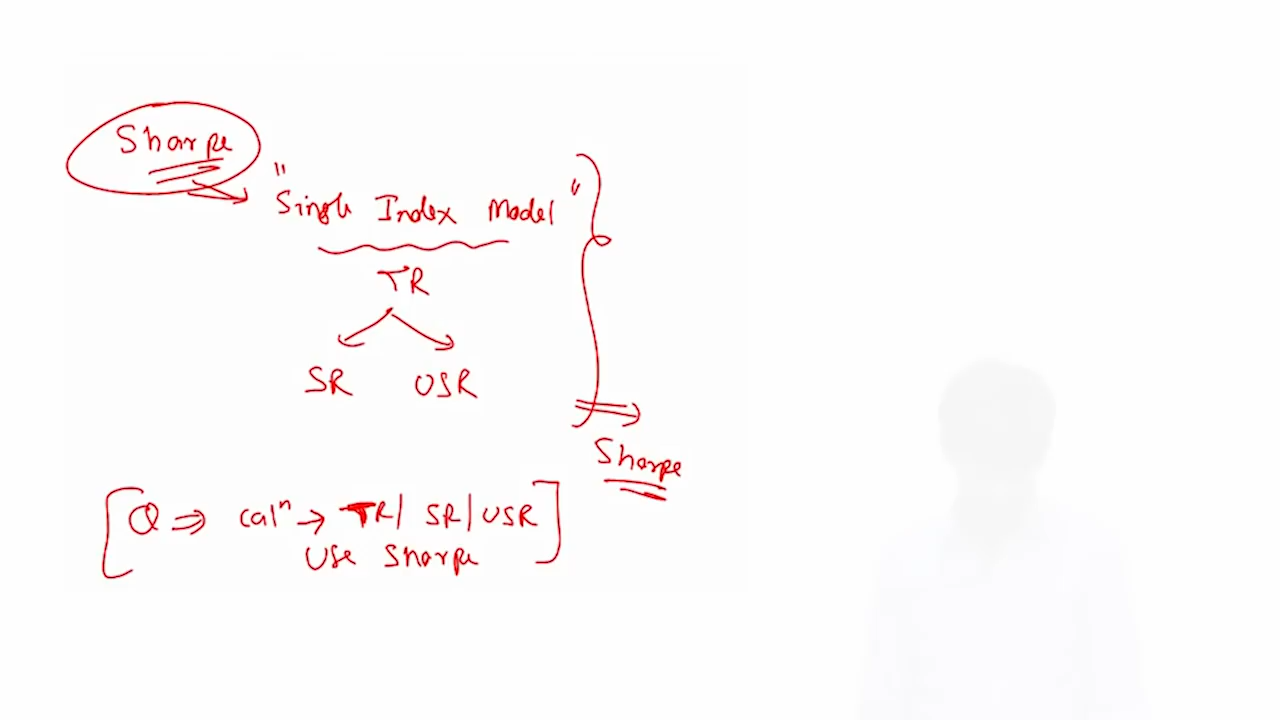 Sharpe
"Single Index Model"
TR
SR USR
Sharpe
[Q ⇒ calⁿ → TR/ SR/ USR
Use Sharpe]